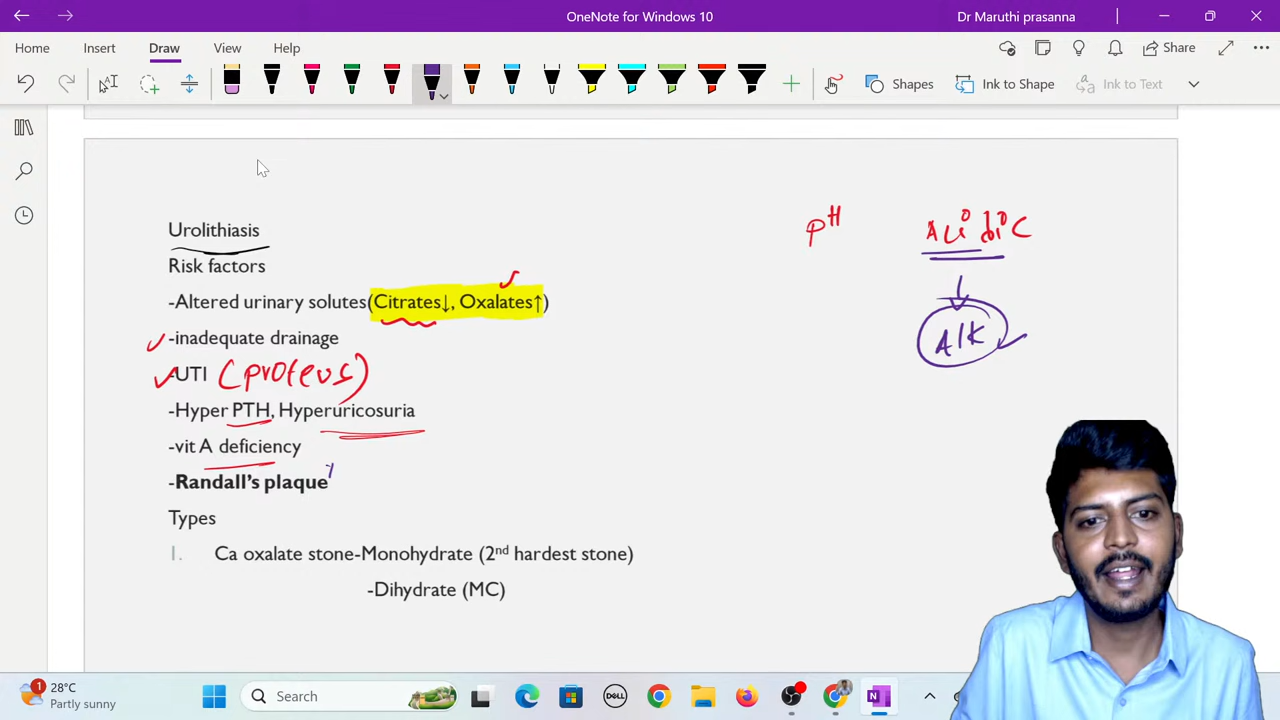 OneNote for Windows 10
Dr Maruthi prasanna
Home Insert Draw View Help
Share
Shapes
Ink to Shape
Ink to Text
Urolithiasis
Risk factors
-Altered urinary solutes(Citrates↓, Oxalates↑)
-inadequate drainage
-UTI (proteus)
-Hyper PTH, Hyperuricosuria
-vit A deficiency
-Randall's plaque
Types
1. Ca oxalate stone-Monohydrate (2nd hardest stone)
-Dihydrate (MC)
pH
Acidic
Alk
1
28°C
Partly sunny
Search
DELL